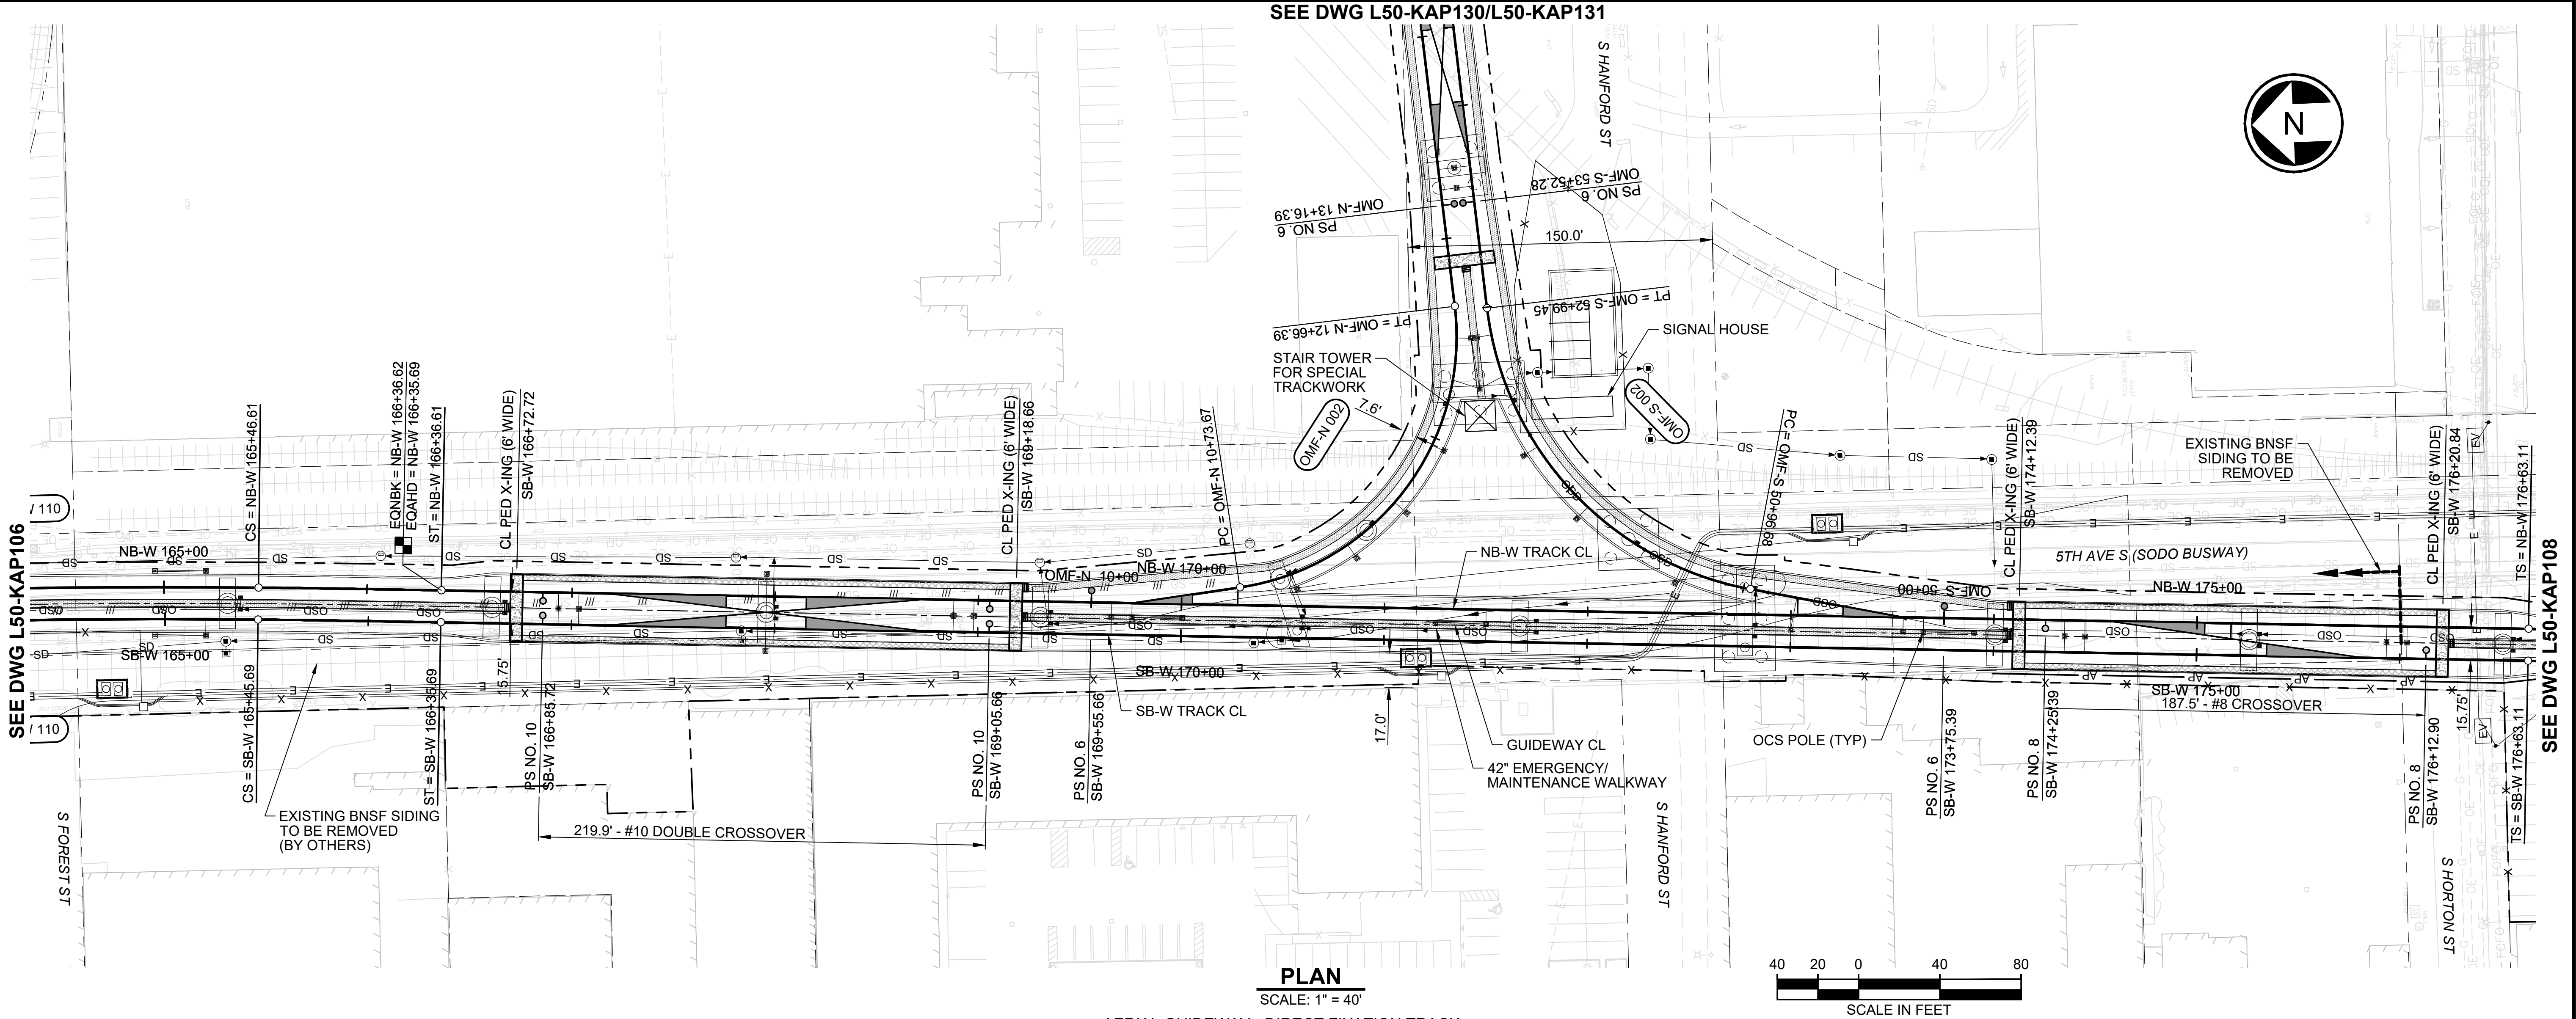 SEE DWG L50-KAP130/L50-KAP131
S HANFORD ST
N
OMF-S 53+52.28
PS NO. 6
OMF-N 13+16.39
PS NO. 6
150.0'
PT = OMF-S 52+99.45
PT = OMF-N 12+66.39
SIGNAL HOUSE
STAIR TOWER
FOR SPECIAL
TRACKWORK
OMF-N 002
7.6'
OMF-S 002
PC = OMF-S 50+96.68
EXISTING BNSF
SIDING TO BE
REMOVED
CS = NB-W 165+46.61
EQNBK = NB-W 166+36.62
EQAHD = NB-W 166+35.69
ST = NB-W 166+36.61
CL PED X-ING (6' WIDE)
SB-W 166+72.72
CL PED X-ING (6' WIDE)
SB-W 169+18.66
PC = OMF-N 10+73.67
CL PED X-ING (6' WIDE)
SB-W 174+12.39
CL PED X-ING (6' WIDE)
SB-W 176+20.84
EV
TS = NB-W 176+63.11
SEE DWG L50-KAP106
110
110
NB-W 165+00
OMF-N 10+00
NB-W 170+00
NB-W TRACK CL
5TH AVE S (SODO BUSWAY)
OMF-S 50+00
NB-W 175+00
SEE DWG L50-KAP108
SB-W 165+00
SB-W 170+00
SB-W 175+00
187.5' - #8 CROSSOVER
15.75'
15.75'
CS = SB-W 165+45.69
ST = SB-W 166+35.69
PS NO. 10
SB-W 166+85.72
PS NO. 10
SB-W 169+05.66
PS NO. 6
SB-W 169+55.66
SB-W TRACK CL
17.0'
GUIDEWAY CL
42" EMERGENCY/
MAINTENANCE WALKWAY
OCS POLE (TYP)
PS NO. 6
SB-W 173+75.39
PS NO. 8
SB-W 174+25.39
PS NO. 8
SB-W 176+12.90
EV
TS = SB-W 176+63.11
EXISTING BNSF SIDING
TO BE REMOVED
(BY OTHERS)
219.9' - #10 DOUBLE CROSSOVER
S FOREST ST
S HANFORD ST
S HORTON ST
PLAN
SCALE: 1" = 40'
40 20 0 40 80
SCALE IN FEET